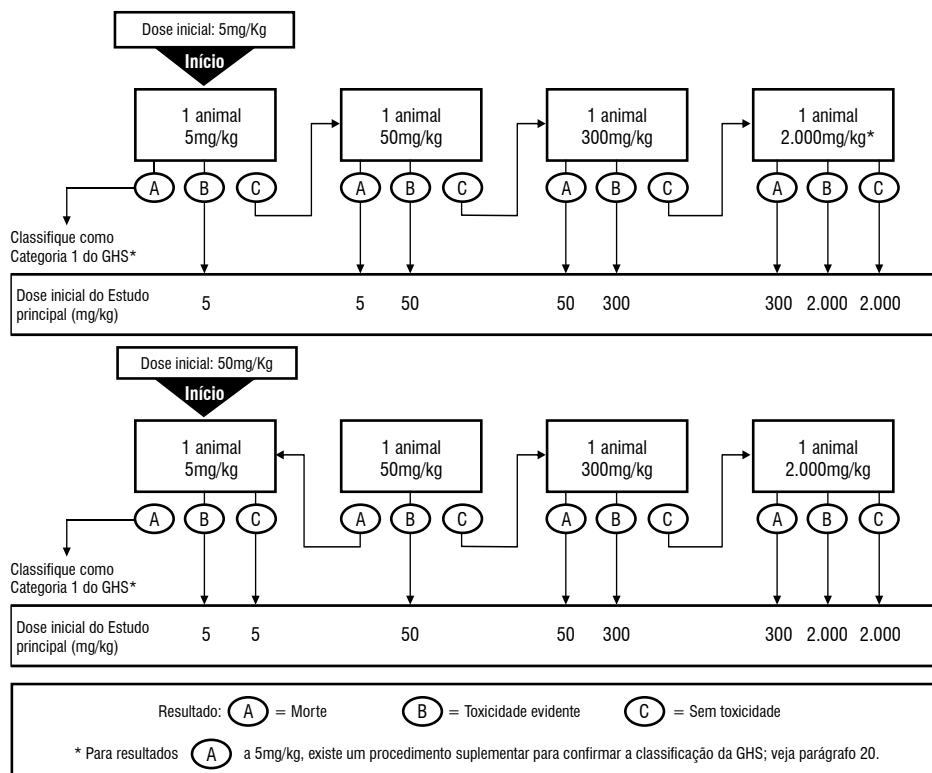 Dose inicial: 5mg/Kg
Início
1 animal
5mg/kg
1 animal
50mg/kg
1 animal
300mg/kg
1 animal
2.000mg/kg*
A B C A B C A B C A B C
Classifique como
Categoria 1 do GHS*
Dose inicial do Estudo
principal (mg/kg)
5 5 50 50 300 300 2.000 2.000
Dose inicial: 50mg/Kg
Início
1 animal
5mg/kg
1 animal
50mg/kg
1 animal
300mg/kg
1 animal
2.000mg/kg
A B C A B C A B C A B C
Classifique como
Categoria 1 do GHS*
Dose inicial do Estudo
principal (mg/kg)
5 5 50 50 300 300 2.000 2.000
Resultado: A = Morte B = Toxicidade evidente C = Sem toxicidade
* Para resultados A a 5mg/kg, existe um procedimento suplementar para confirmar a classificação da GHS; veja parágrafo 20.